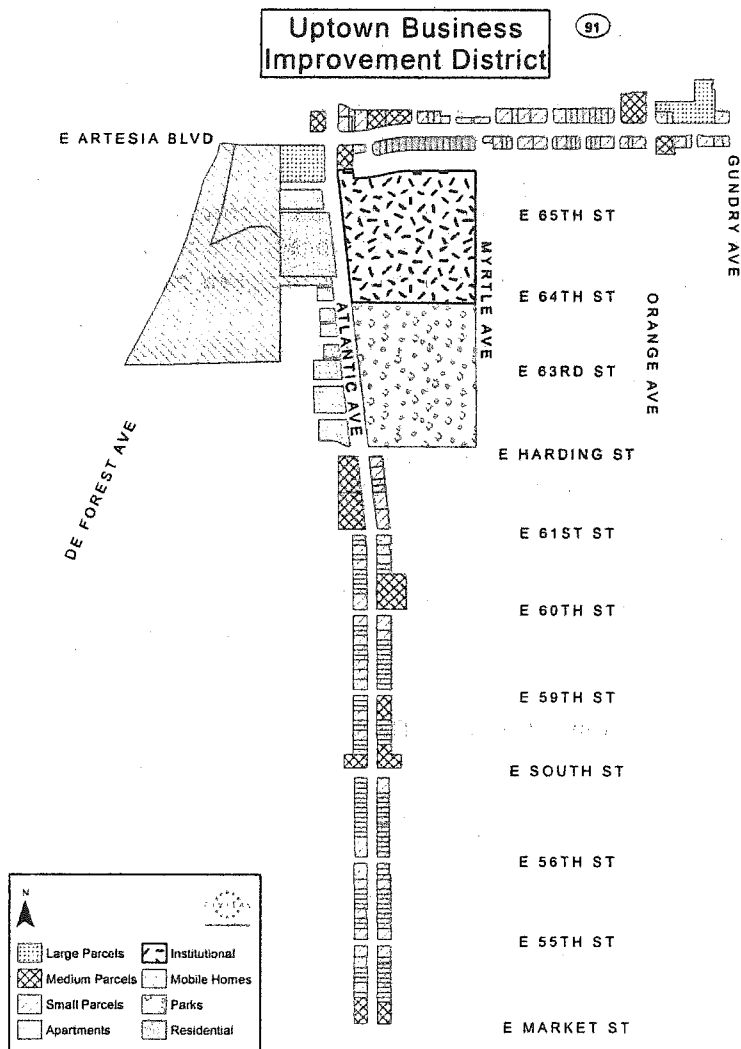 Uptown Business
Improvement District
91
E ARTESIA BLVD
GUNDRY AVE
E 65TH ST
MYRTLE AVE
E 64TH ST
ORANGE AVE
ATLANTIC AVE
E 63RD ST
DE FOREST AVE
E HARDING ST
E 61ST ST
E 60TH ST
E 59TH ST
E SOUTH ST
E 56TH ST
E 55TH ST
E MARKET ST
N
CIVITAS
Large Parcels
Institutional
Medium Parcels
Mobile Homes
Small Parcels
Parks
Apartments
Residential